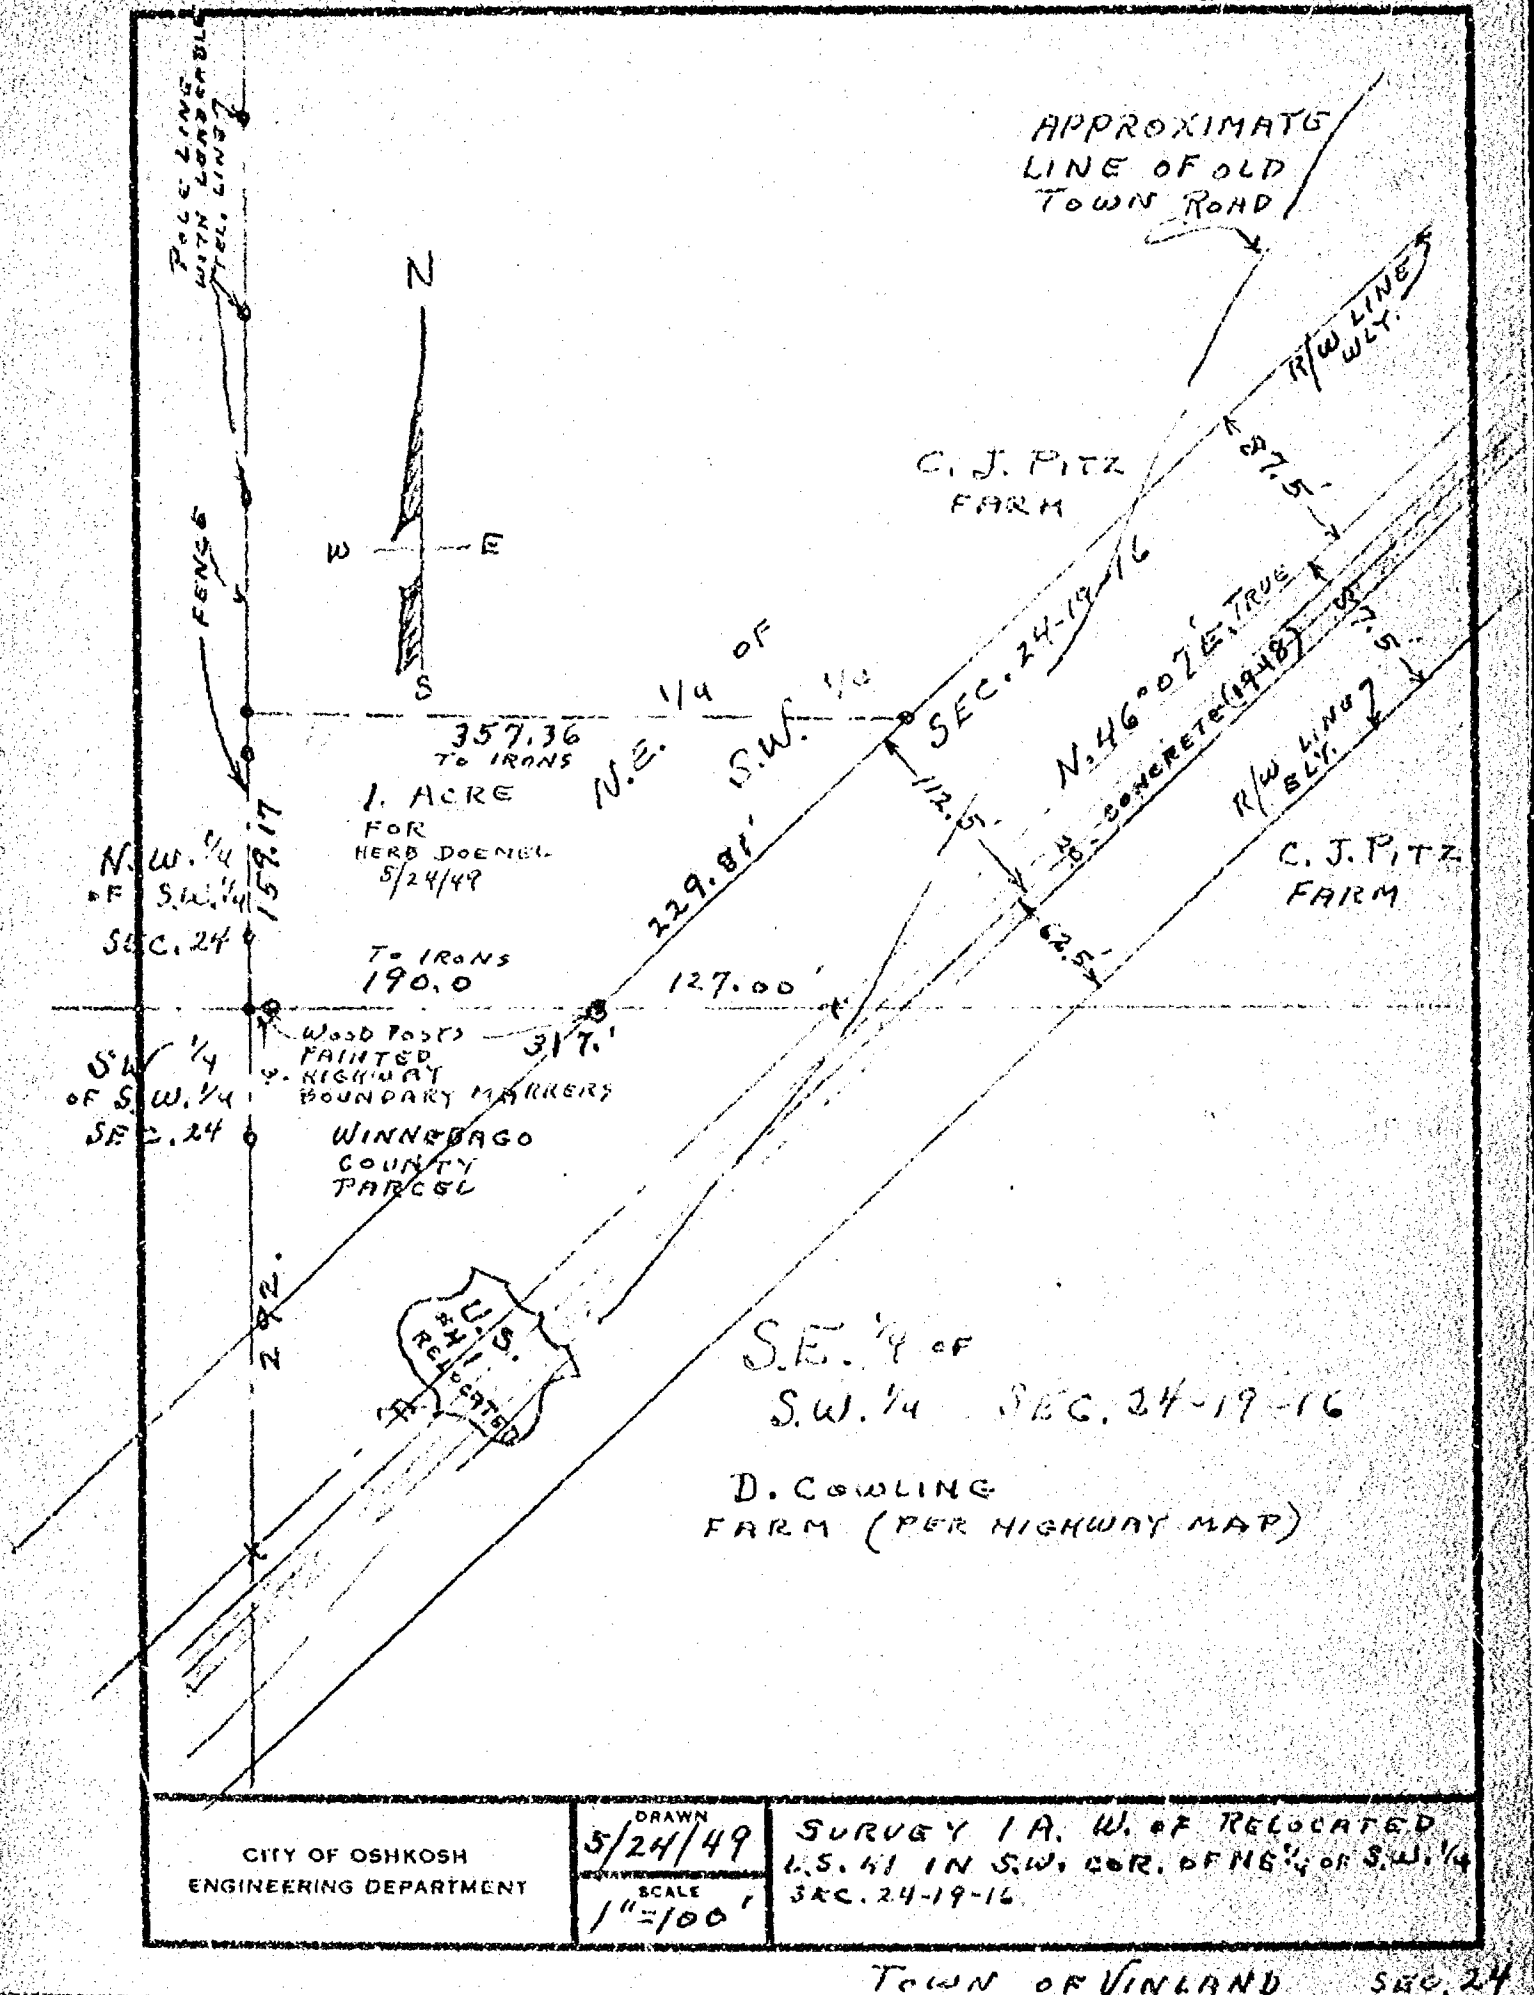 POLE LINE
WITH
TEL. LINE
APPROXIMATE
LINE OF OLD
TOWN ROAD
N
W
E
S
R/W LINE
WLY.
87.5'
C. J. PITZ
FARM
FENCE
N.E. 1/4 OF
S.W. 1/4
SEC. 24-19-16
N.46°07'E. TRUE
CONCRETE (1948)
87.5'
R/W LINE
ELY.
357.36
TO IRONS
1. ACRE
FOR
HERB DOEMEL
5/24/49
159.17
229.81'
112.5'
62.5'
N.W. 1/4
OF S.W. 1/4
SEC. 24
C. J. PITZ
FARM
TO IRONS
190.0
127.00'
317.'
WOOD POSTS
PAINTED
HIGHWAY
BOUNDARY MARKERS
SW 1/4
OF S.W. 1/4
SEC. 24
WINNEBAGO
COUNTY
PARCEL
292.
U.S.
#41
RELOCATED
S.E. 1/4 OF
S.W. 1/4 SEC. 24-19-16
D. COWLING
FARM (PER HIGHWAY MAP)
CITY OF OSHKOSH
ENGINEERING DEPARTMENT
DRAWN
5/24/49
SCALE
1"=100'
SURVEY 1 A. W. OF RELOCATED
U.S. 41 IN S.W. COR. OF NE 1/4 OF S.W. 1/4
SEC. 24-19-16
TOWN OF VINLAND SEC. 24